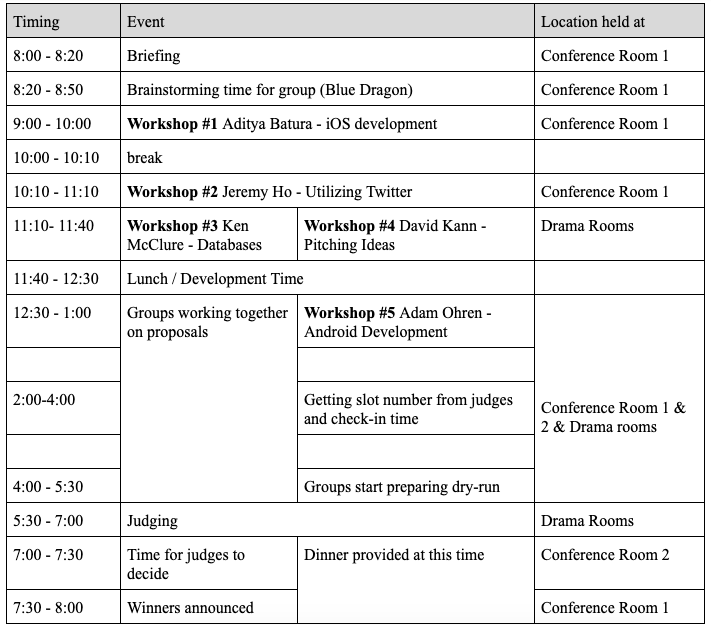 Timing Event Location held at
8:00 - 8:20 Briefing Conference Room 1
8:20 - 8:50 Brainstorming time for group (Blue Dragon) Conference Room 1
9:00 - 10:00 Workshop #1 Aditya Batura - iOS development Conference Room 1
10:00 - 10:10 break
10:10 - 11:10 Workshop #2 Jeremy Ho - Utilizing Twitter Conference Room 1
11:10- 11:40 Workshop #3 Ken Workshop #4 David Kann - Drama Rooms
McClure - Databases Pitching Ideas
11:40 - 12:30 Lunch / Development Time
12:30 - 1:00 Groups working together Workshop #5 Adam Ohren -
on proposals Android Development
2:00-4:00 Getting slot number from judges Conference Room 1 &
and check-in time 2 & Drama rooms
4:00 - 5:30 Groups start preparing dry-run
5:30 - 7:00 Judging Drama Rooms
7:00 - 7:30 Time for judges to Dinner provided at this time Conference Room 2
decide
7:30 - 8:00 Winners announced Conference Room 1